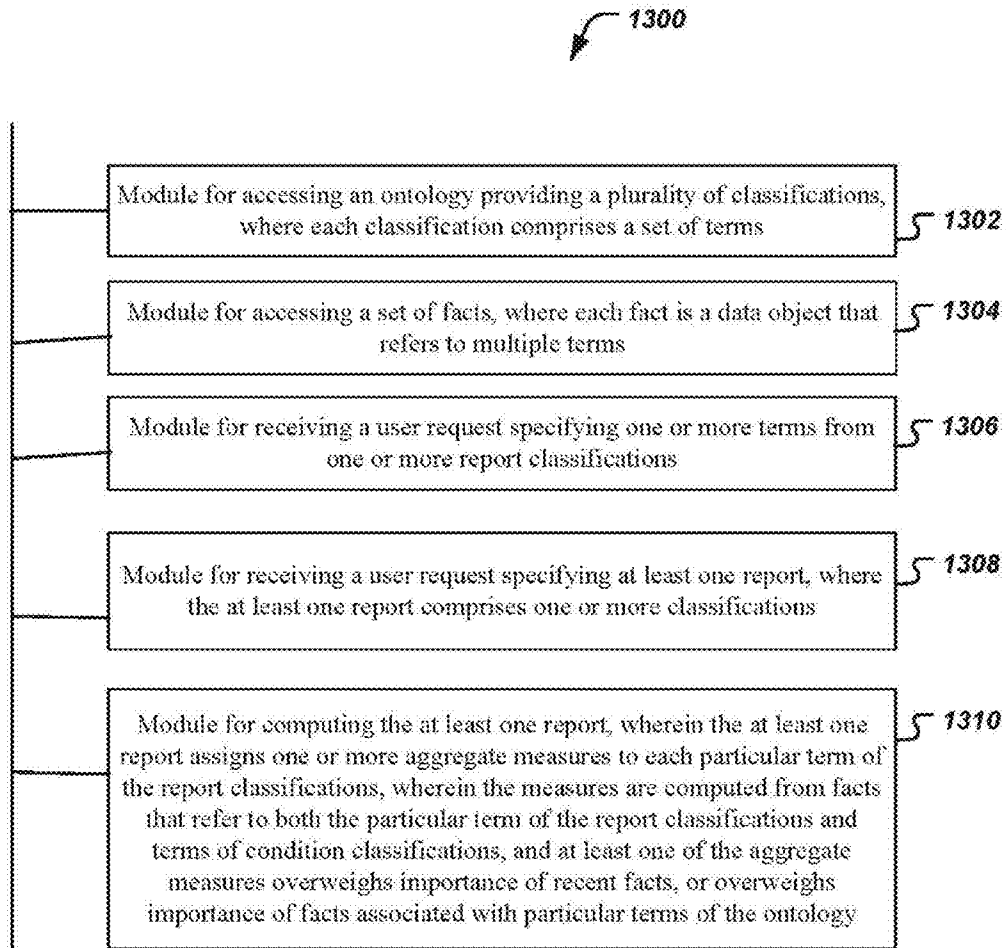 1300
Module for accessing an ontology providing a plurality of classifications,
where each classification comprises a set of terms
1302
Module for accessing a set of facts, where each fact is a data object that
refers to multiple terms
1304
Module for receiving a user request specifying one or more terms from
one or more report classifications
1306
Module for receiving a user request specifying at least one report, where
the at least one report comprises one or more classifications
1308
Module for computing the at least one report, wherein the at least one
report assigns one or more aggregate measures to each particular term of
the report classifications, wherein the measures are computed from facts
that refer to both the particular term of the report classifications and
terms of condition classifications, and at least one of the aggregate
measures overweighs importance of recent facts, or overweighs
importance of facts associated with particular terms of the ontology
1310